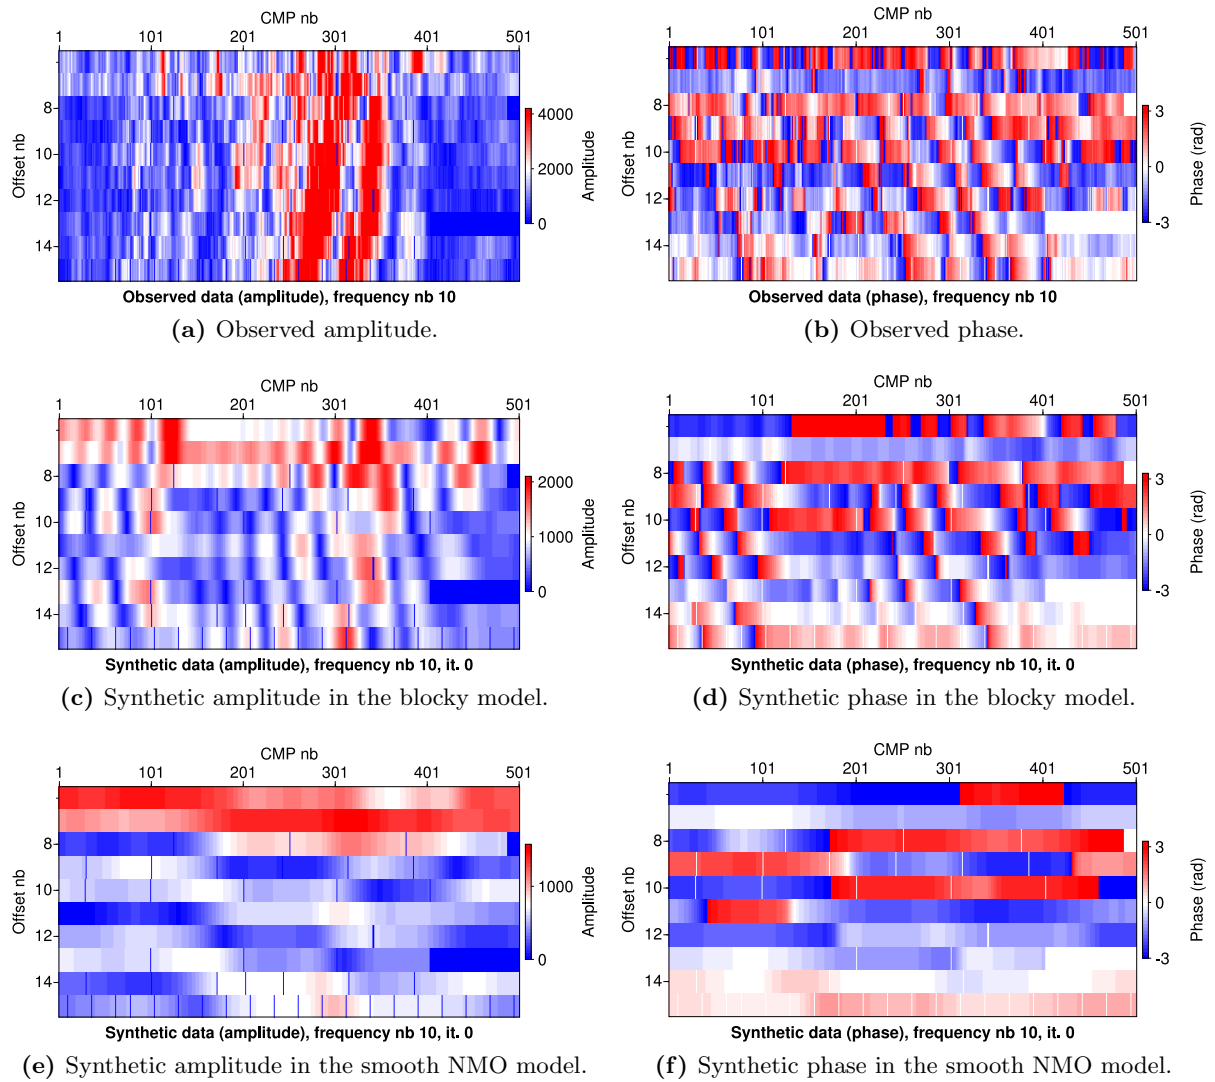 CMP nb
1 101 201 301 401 501
Offset nb
8
10
12
14
4000
2000
0
Amplitude
Observed data (amplitude), frequency nb 10
(a) Observed amplitude.
CMP nb
1 101 201 301 401 501
Offset nb
8
10
12
14
3
0
-3
Phase (rad)
Observed data (phase), frequency nb 10
(b) Observed phase.
CMP nb
1 101 201 301 401 501
Offset nb
8
10
12
14
2000
1000
0
Amplitude
Synthetic data (amplitude), frequency nb 10, it. 0
(c) Synthetic amplitude in the blocky model.
CMP nb
1 101 201 301 401 501
Offset nb
8
10
12
14
3
0
-3
Phase (rad)
Synthetic data (phase), frequency nb 10, it. 0
(d) Synthetic phase in the blocky model.
CMP nb
1 101 201 301 401 501
Offset nb
8
10
12
14
1000
0
Amplitude
Synthetic data (amplitude), frequency nb 10, it. 0
(e) Synthetic amplitude in the smooth NMO model.
CMP nb
1 101 201 301 401 501
Offset nb
8
10
12
14
3
0
-3
Phase (rad)
Synthetic data (phase), frequency nb 10, it. 0
(f) Synthetic phase in the smooth NMO model.